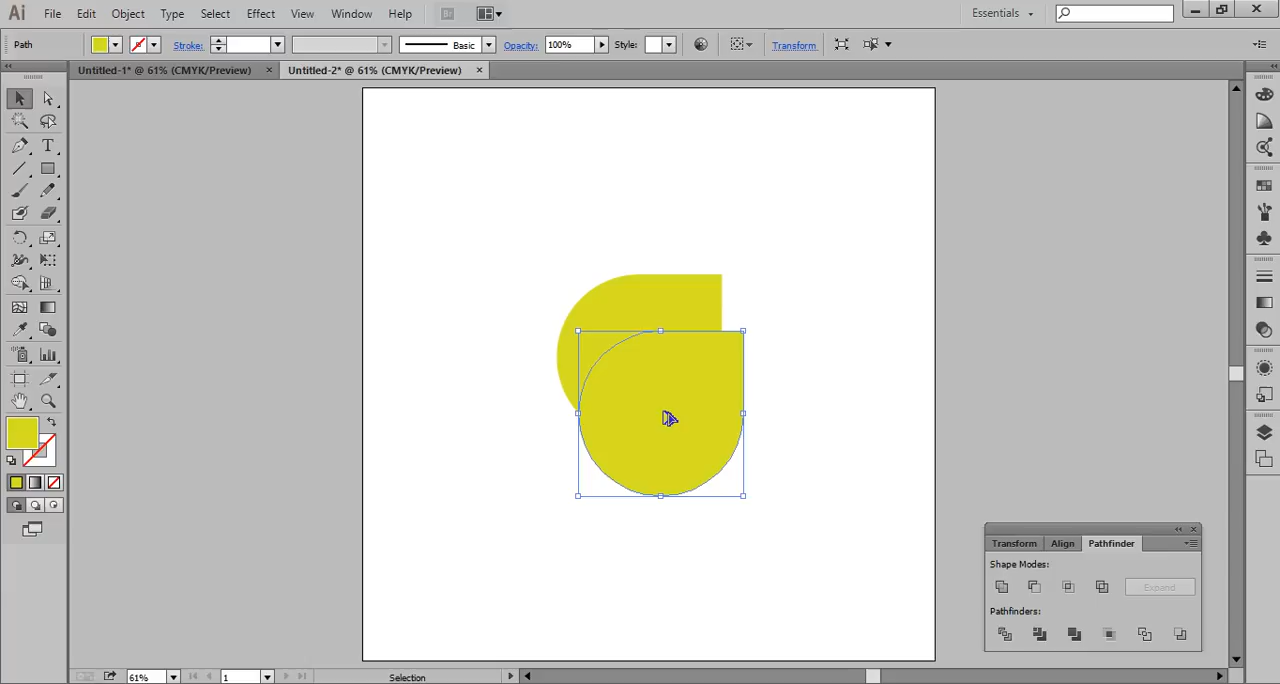 Ai File Edit Object Type Select Effect View Window Help Br Essentials
Path Stroke: Basic Opacity: 100% Style: Transform
Untitled-1* @ 61% (CMYK/Preview) × Untitled-2* @ 61% (CMYK/Preview) ×
T
Transform Align Pathfinder
Shape Modes:
Expand
Pathfinders:
61% 1 Selection